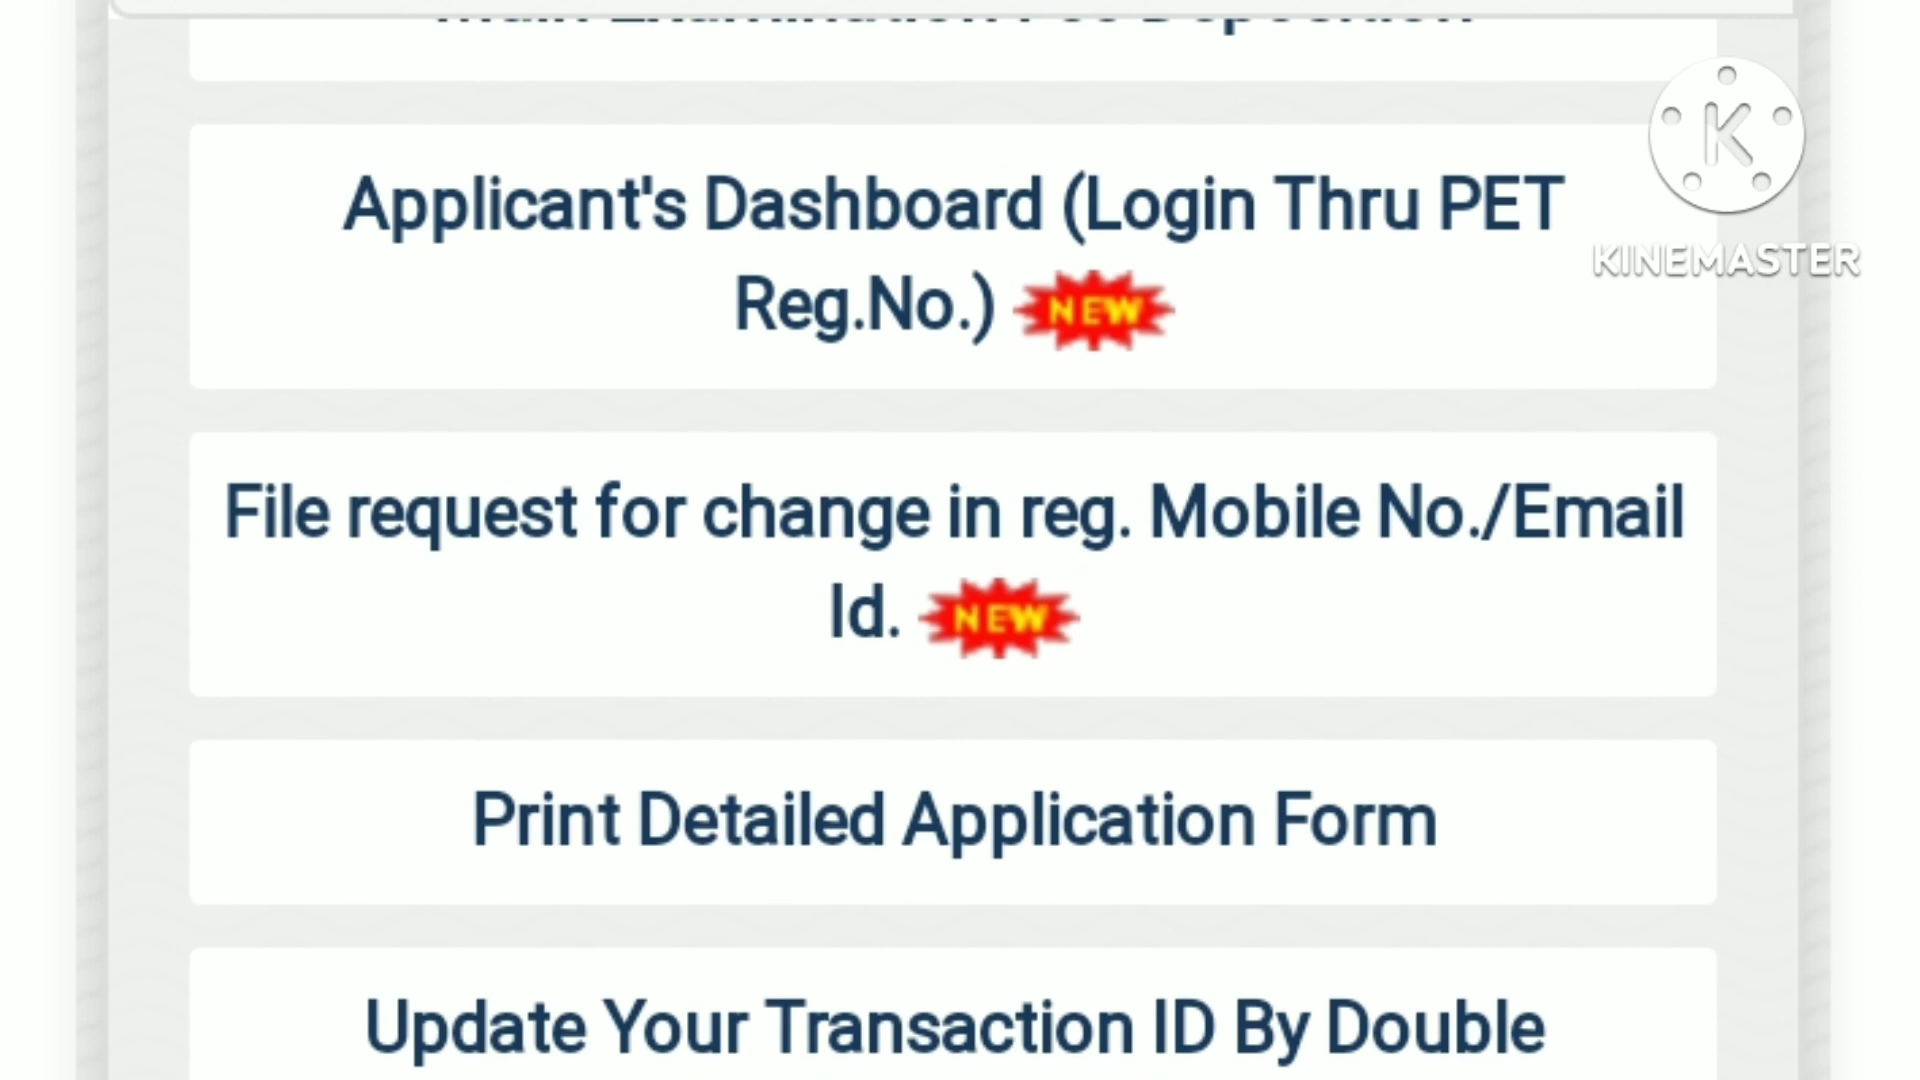 Applicant's Dashboard (Login Thru PET
Reg.No.) NEW
KINEMASTER
File request for change in reg. Mobile No./Email
Id. NEW
Print Detailed Application Form
Update Your Transaction ID By Double